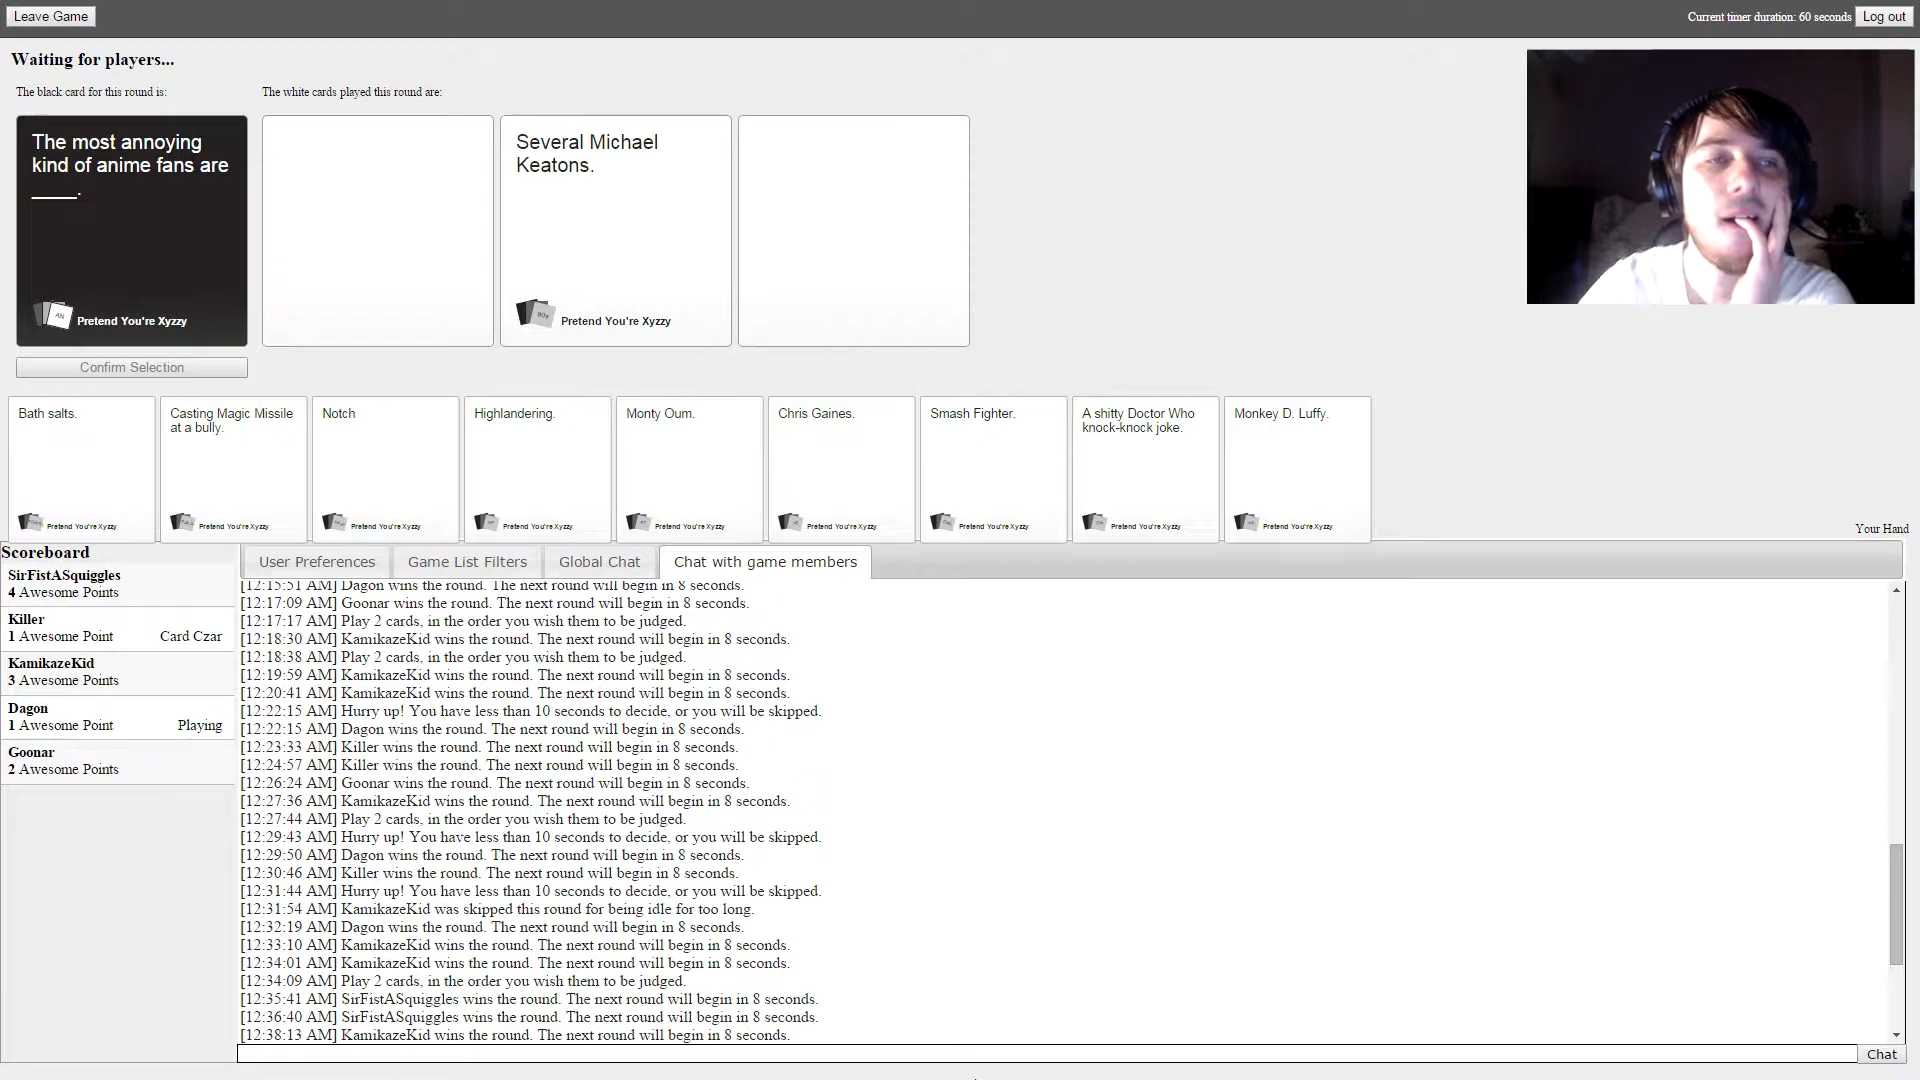 Leave Game
Current timer duration: 60 seconds
Log out
Waiting for players...
The black card for this round is:
The white cards played this round are:
The most annoying
kind of anime fans are
_____.
AN
Pretend You're Xyzzy
Several Michael
Keatons.
90s
Pretend You're Xyzzy
Confirm Selection
Bath salts.
Pretend You're Xyzzy
Casting Magic Missile
at a bully.
Pretend You're Xyzzy
Notch
Pretend You're Xyzzy
Highlandering.
Pretend You're Xyzzy
Monty Oum.
Pretend You're Xyzzy
Chris Gaines.
Pretend You're Xyzzy
Smash Fighter.
Pretend You're Xyzzy
A shitty Doctor Who
knock-knock joke.
Pretend You're Xyzzy
Monkey D. Luffy.
Pretend You're Xyzzy
Your Hand
Scoreboard
SirFistASquiggles
4 Awesome Points
Killer
1 Awesome Point Card Czar
KamikazeKid
3 Awesome Points
Dagon
1 Awesome Point Playing
Goonar
2 Awesome Points
User Preferences
Game List Filters
Global Chat
Chat with game members
[12:15:51 AM] Dagon wins the round. The next round will begin in 8 seconds.
[12:17:09 AM] Goonar wins the round. The next round will begin in 8 seconds.
[12:17:17 AM] Play 2 cards, in the order you wish them to be judged.
[12:18:30 AM] KamikazeKid wins the round. The next round will begin in 8 seconds.
[12:18:38 AM] Play 2 cards, in the order you wish them to be judged.
[12:19:59 AM] KamikazeKid wins the round. The next round will begin in 8 seconds.
[12:20:41 AM] KamikazeKid wins the round. The next round will begin in 8 seconds.
[12:22:15 AM] Hurry up! You have less than 10 seconds to decide, or you will be skipped.
[12:22:15 AM] Dagon wins the round. The next round will begin in 8 seconds.
[12:23:33 AM] Killer wins the round. The next round will begin in 8 seconds.
[12:24:57 AM] Killer wins the round. The next round will begin in 8 seconds.
[12:26:24 AM] Goonar wins the round. The next round will begin in 8 seconds.
[12:27:36 AM] KamikazeKid wins the round. The next round will begin in 8 seconds.
[12:27:44 AM] Play 2 cards, in the order you wish them to be judged.
[12:29:43 AM] Hurry up! You have less than 10 seconds to decide, or you will be skipped.
[12:29:50 AM] Dagon wins the round. The next round will begin in 8 seconds.
[12:30:46 AM] Killer wins the round. The next round will begin in 8 seconds.
[12:31:44 AM] Hurry up! You have less than 10 seconds to decide, or you will be skipped.
[12:31:54 AM] KamikazeKid was skipped this round for being idle for too long.
[12:32:19 AM] Dagon wins the round. The next round will begin in 8 seconds.
[12:33:10 AM] KamikazeKid wins the round. The next round will begin in 8 seconds.
[12:34:01 AM] KamikazeKid wins the round. The next round will begin in 8 seconds.
[12:34:09 AM] Play 2 cards, in the order you wish them to be judged.
[12:35:41 AM] SirFistASquiggles wins the round. The next round will begin in 8 seconds.
[12:36:40 AM] SirFistASquiggles wins the round. The next round will begin in 8 seconds.
[12:38:13 AM] KamikazeKid wins the round. The next round will begin in 8 seconds.
Chat